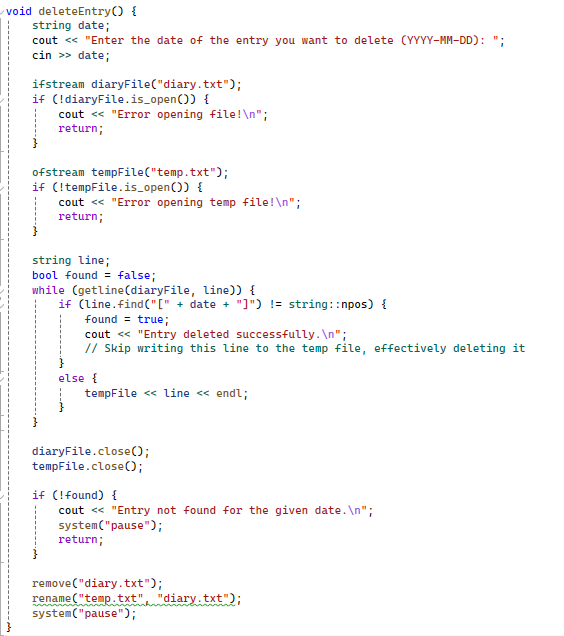 void deleteEntry() {
    string date;
    cout << "Enter the date of the entry you want to delete (YYYY-MM-DD): ";
    cin >> date;

    ifstream diaryFile("diary.txt");
    if (!diaryFile.is_open()) {
        cout << "Error opening file!\n";
        return;
    }

    ofstream tempFile("temp.txt");
    if (!tempFile.is_open()) {
        cout << "Error opening temp file!\n";
        return;
    }

    string line;
    bool found = false;
    while (getline(diaryFile, line)) {
        if (line.find("[" + date + "]") != string::npos) {
            found = true;
            cout << "Entry deleted successfully.\n";
            // Skip writing this line to the temp file, effectively deleting it
        }
        else {
            tempFile << line << endl;
        }
    }

    diaryFile.close();
    tempFile.close();

    if (!found) {
        cout << "Entry not found for the given date.\n";
        system("pause");
        return;
    }

    remove("diary.txt");
    rename("temp.txt", "diary.txt");
    system("pause");
}